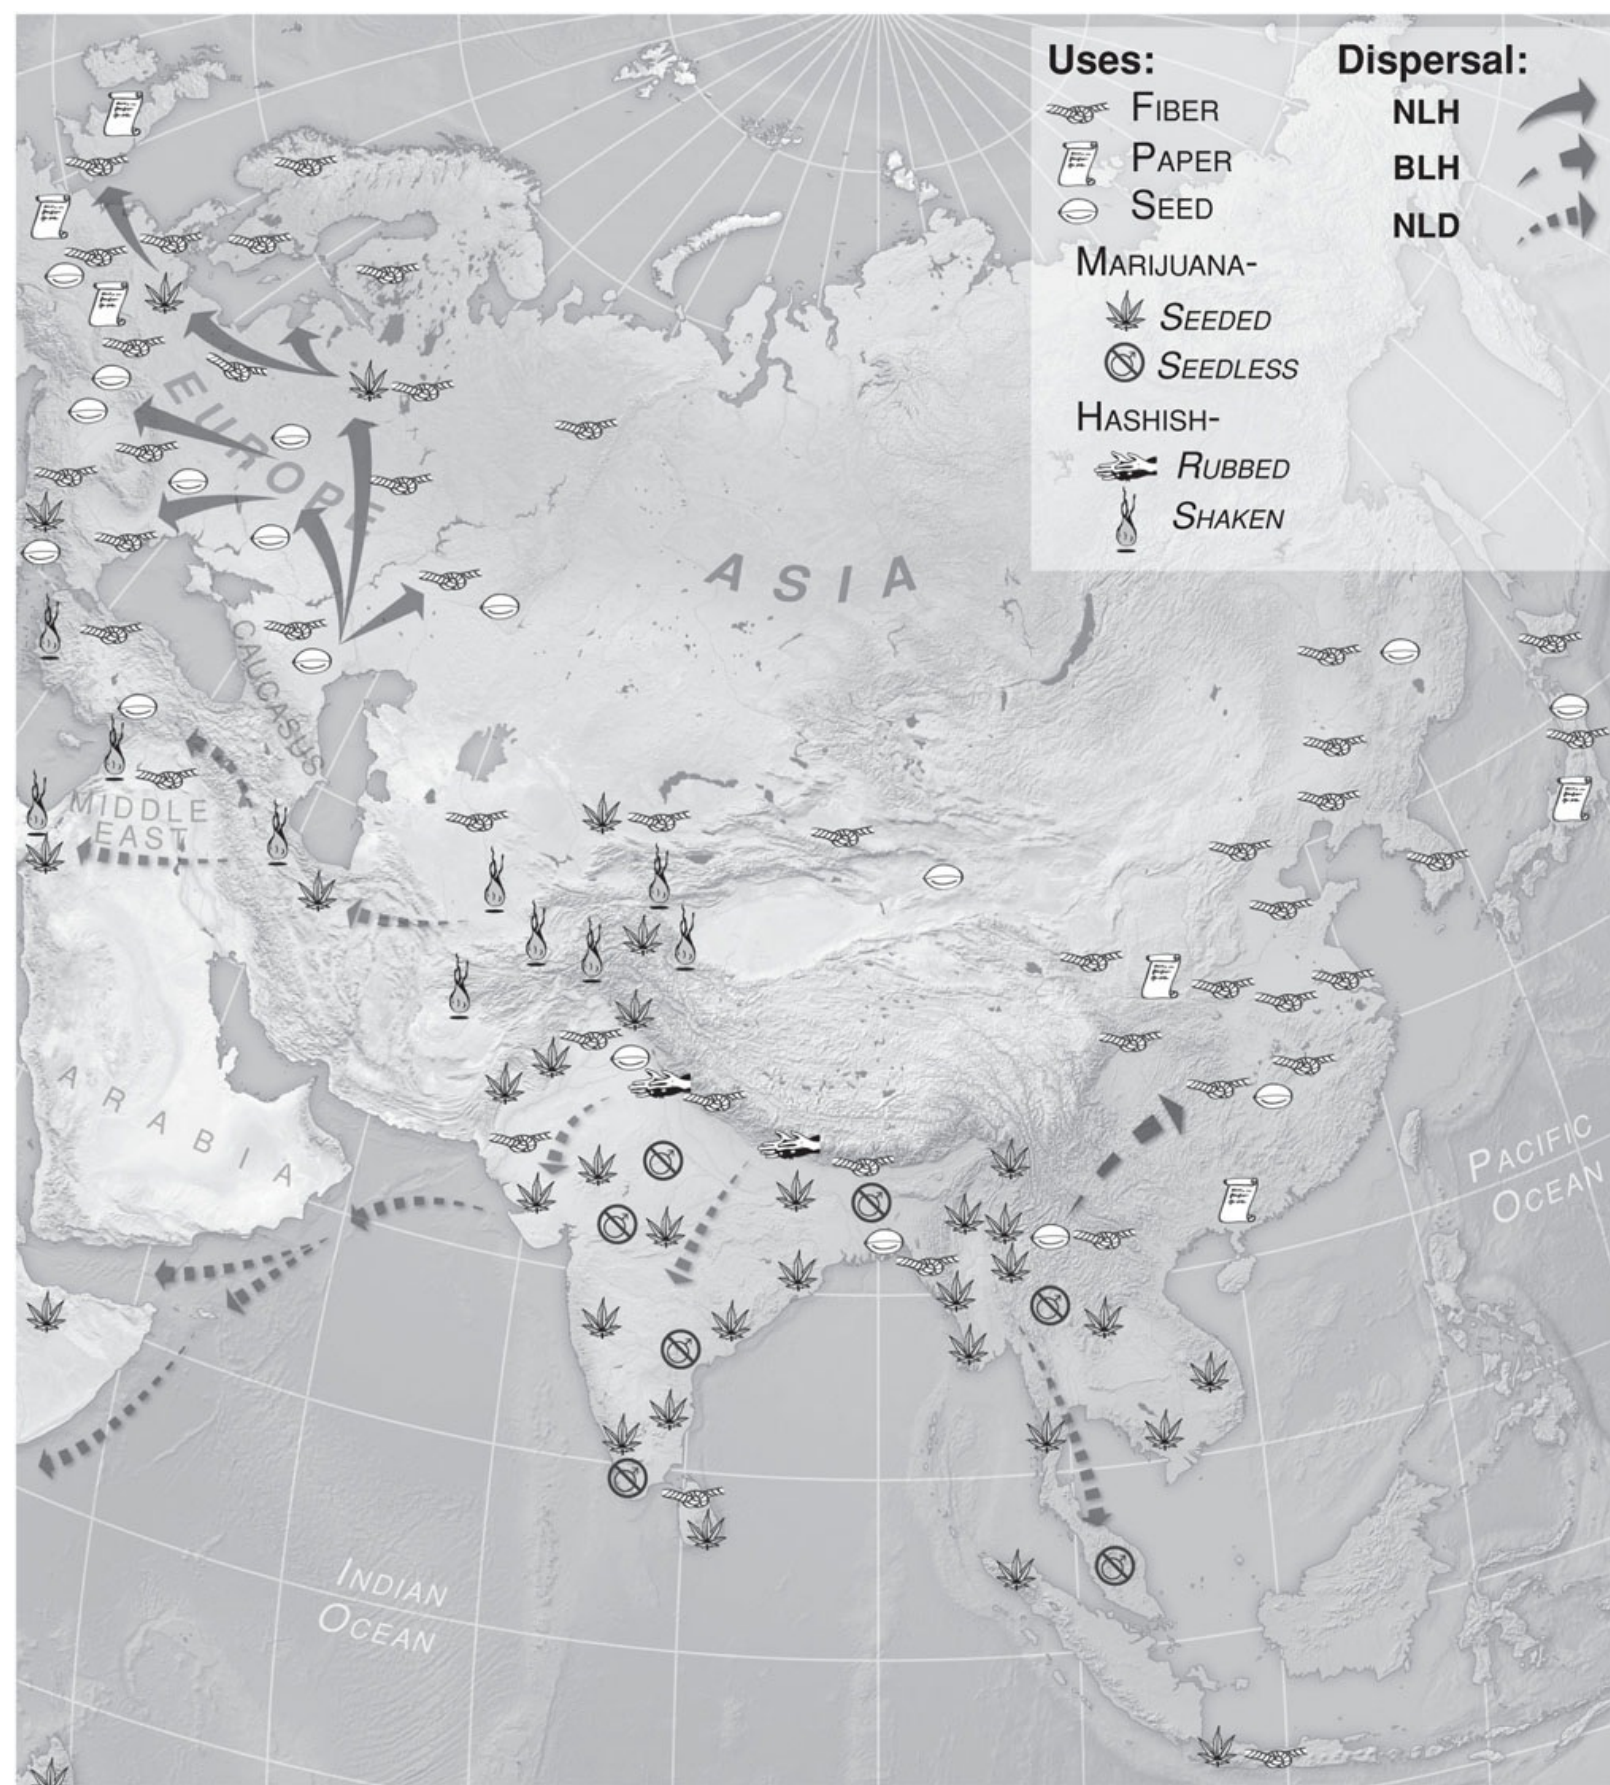 Uses:
FIBER
PAPER
SEED
MARIJUANA-
SEEDED
SEEDLESS
HASHISH-
RUBBED
SHAKEN
Dispersal:
NLH
BLH
NLD
EUROPE
ASIA
CAUCASUS
MIDDLE
EAST
ARABIA
PACIFIC
OCEAN
INDIAN
OCEAN